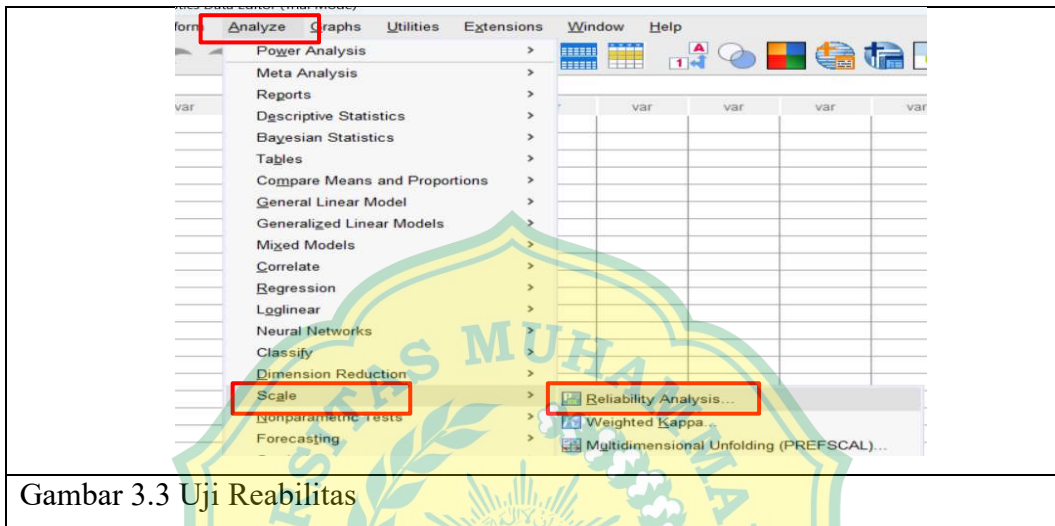 Analyze Graphs Utilities Extensions Window Help
Power Analysis >
Meta Analysis >
Reports >
var var var var
Descriptive Statistics >
Bayesian Statistics >
Tables >
Compare Means and Proportions >
General Linear Model >
Generalized Linear Models >
Mixed Models >
Correlate >
Regression >
Loglinear >
Neural Networks >
Classify >
Dimension Reduction >
Scale > Reliability Analysis...
Nonparametric Tests > Weighted Kappa...
Forecasting > Multidimensional Unfolding (PREFSCAL)...
SITAS MUHAMMA
Gambar 3.3 Uji Reabilitas